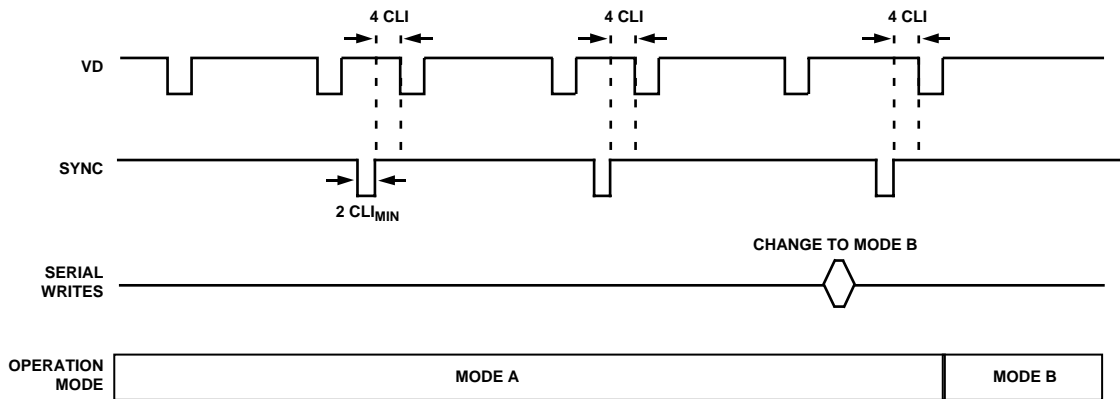 4 CLI 4 CLI 4 CLI
VD
SYNC
2 CLIMIN
CHANGE TO MODE B
SERIAL
WRITES
OPERATION
MODE
MODE A MODE B